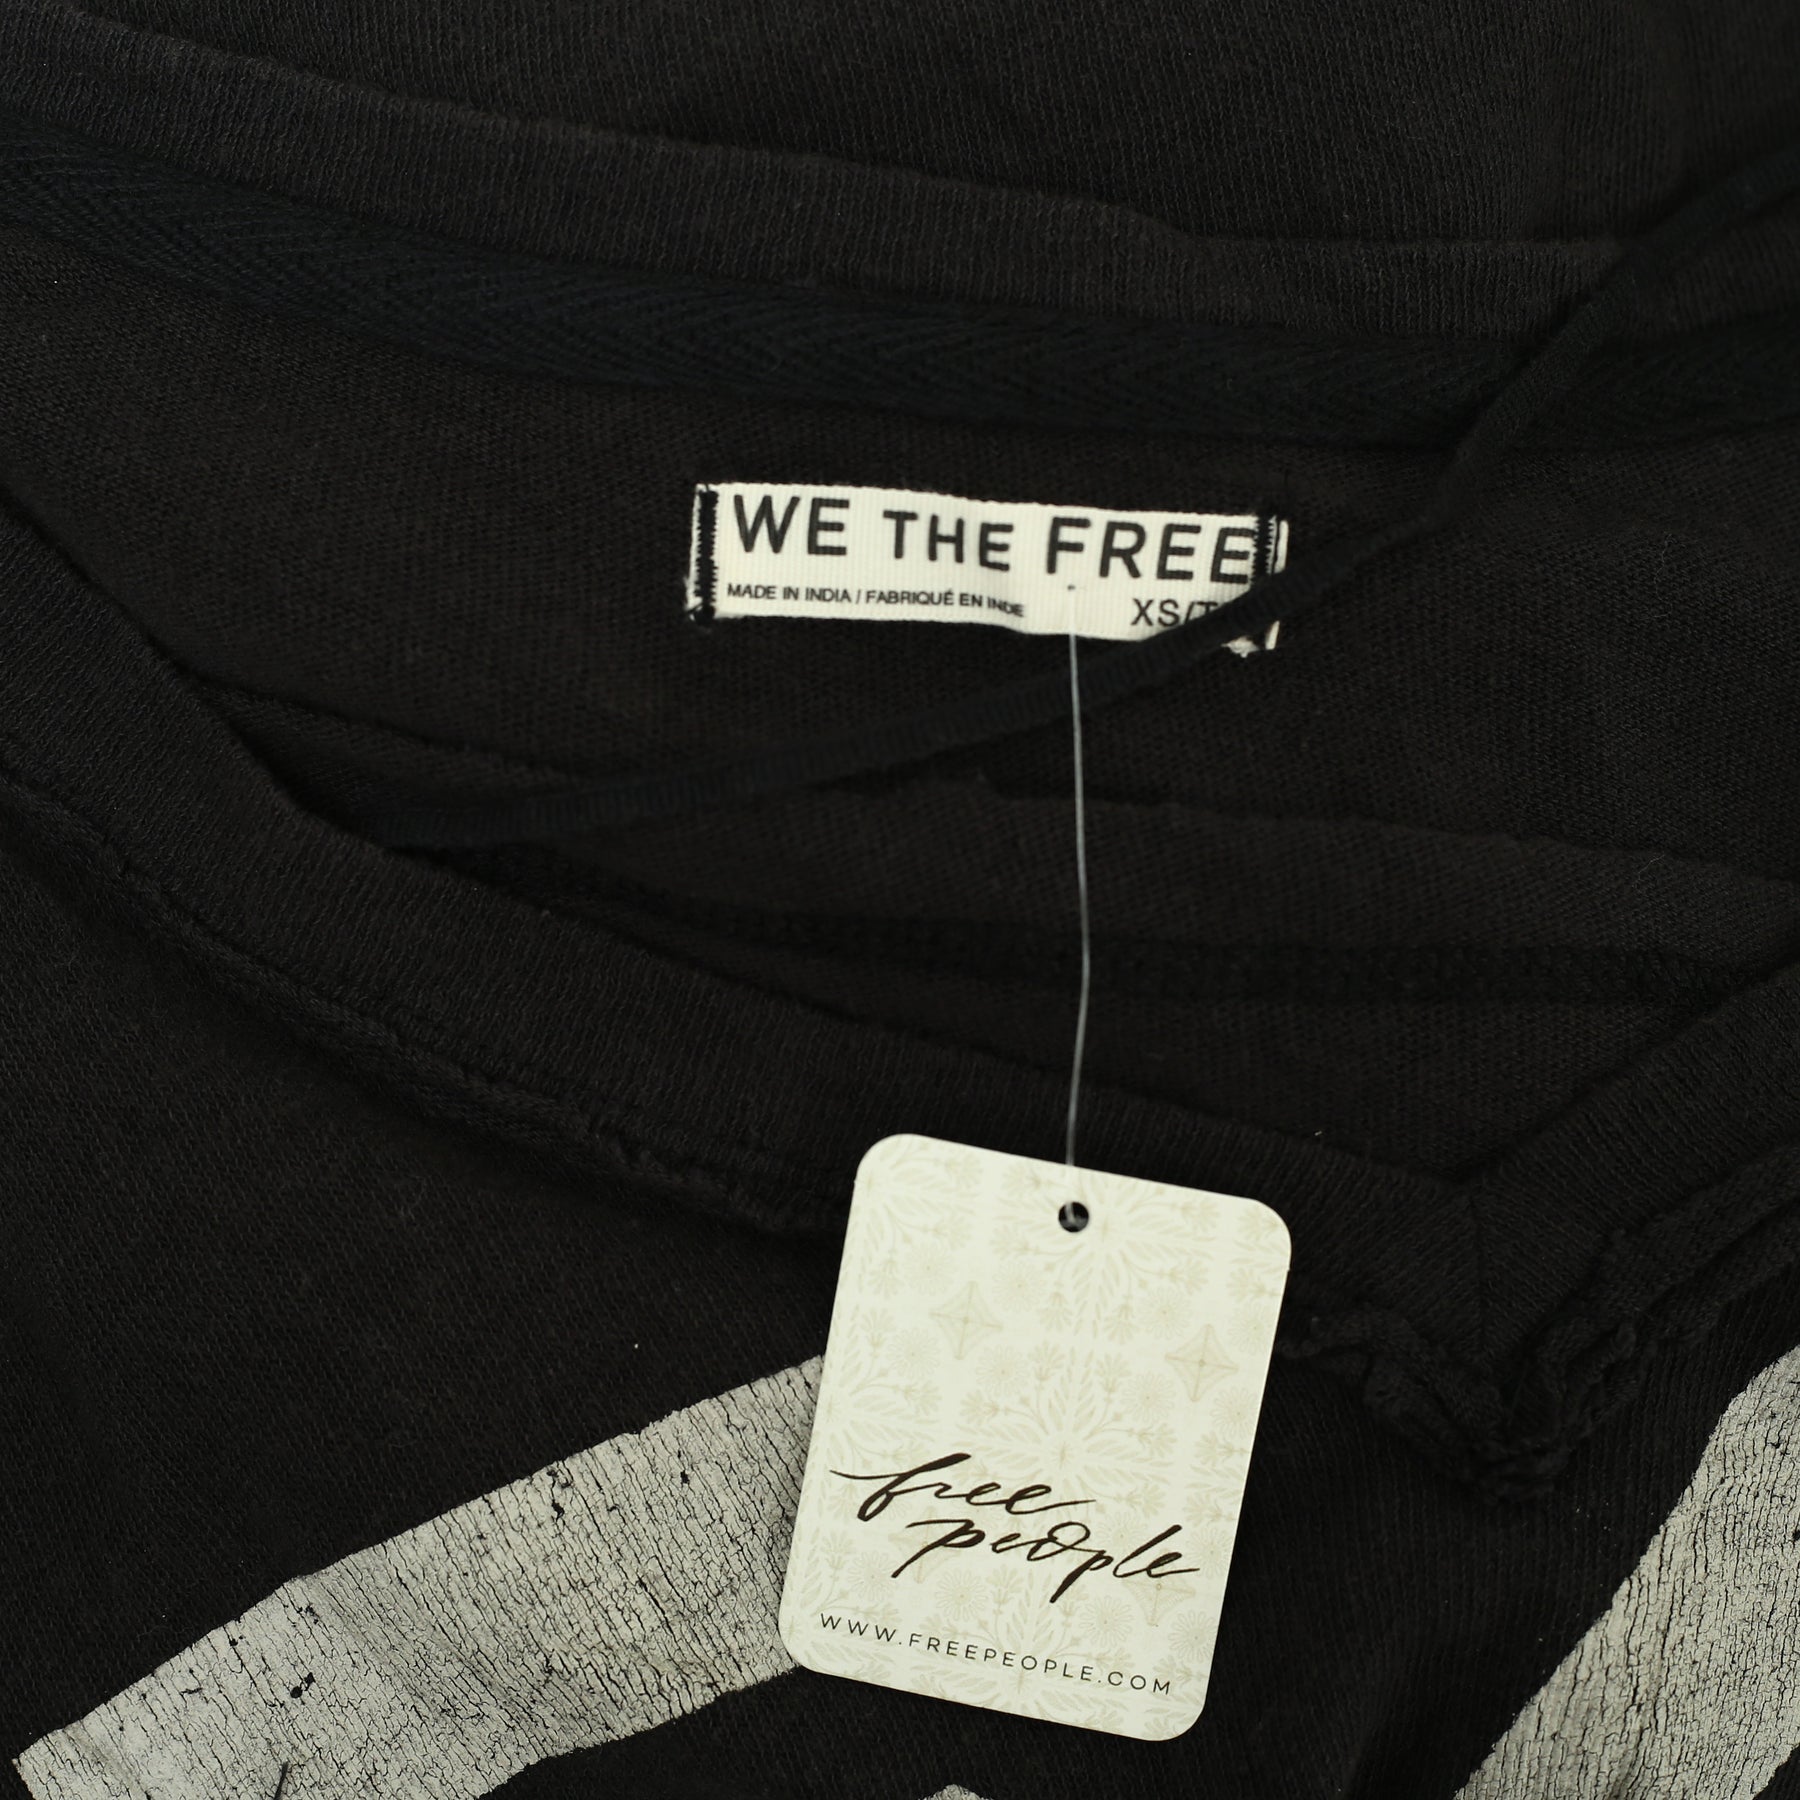 WE THE FREE
MADE IN INDIA / FABRIQUÉ EN INDE
free
people
WWW.FREEPEOPLE.COM